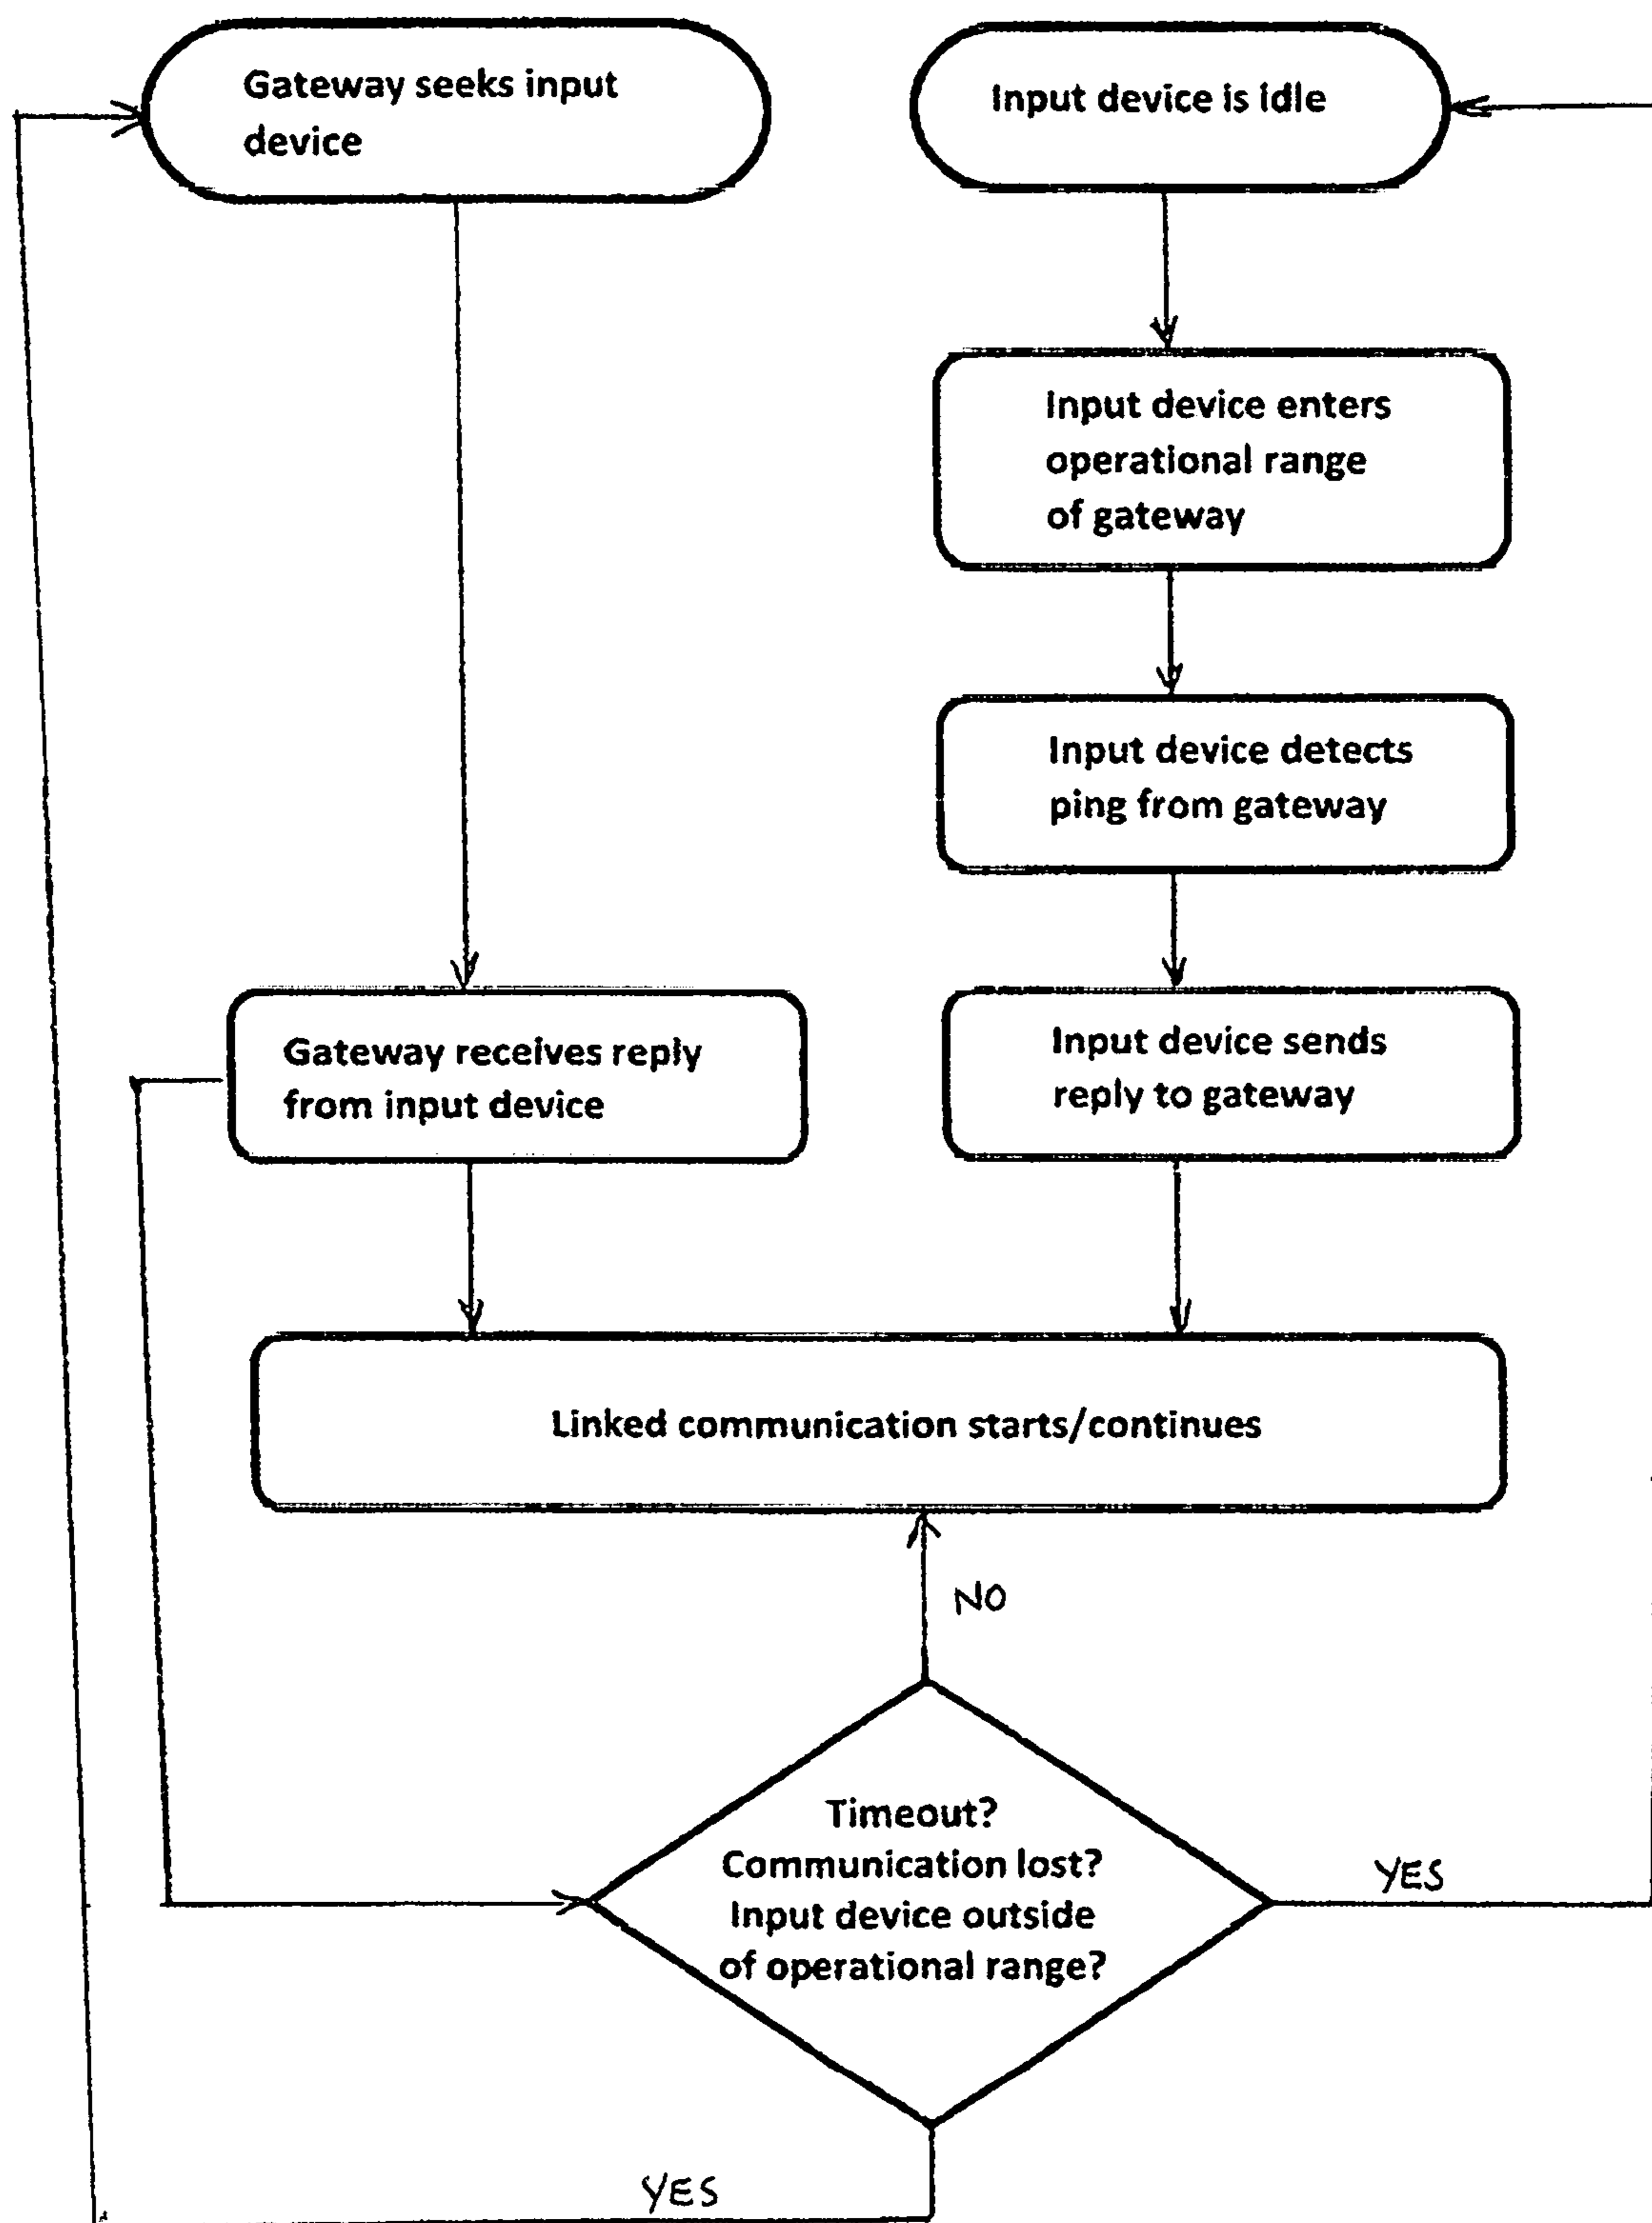 Gateway seeks input
device
Input device is idle
Input device enters
operational range
of gateway
Input device detects
ping from gateway
Gateway receives reply
from input device
Input device sends
reply to gateway
Linked communication starts/continues
NO
Timeout?
Communication lost?
Input device outside
of operational range?
YES
YES